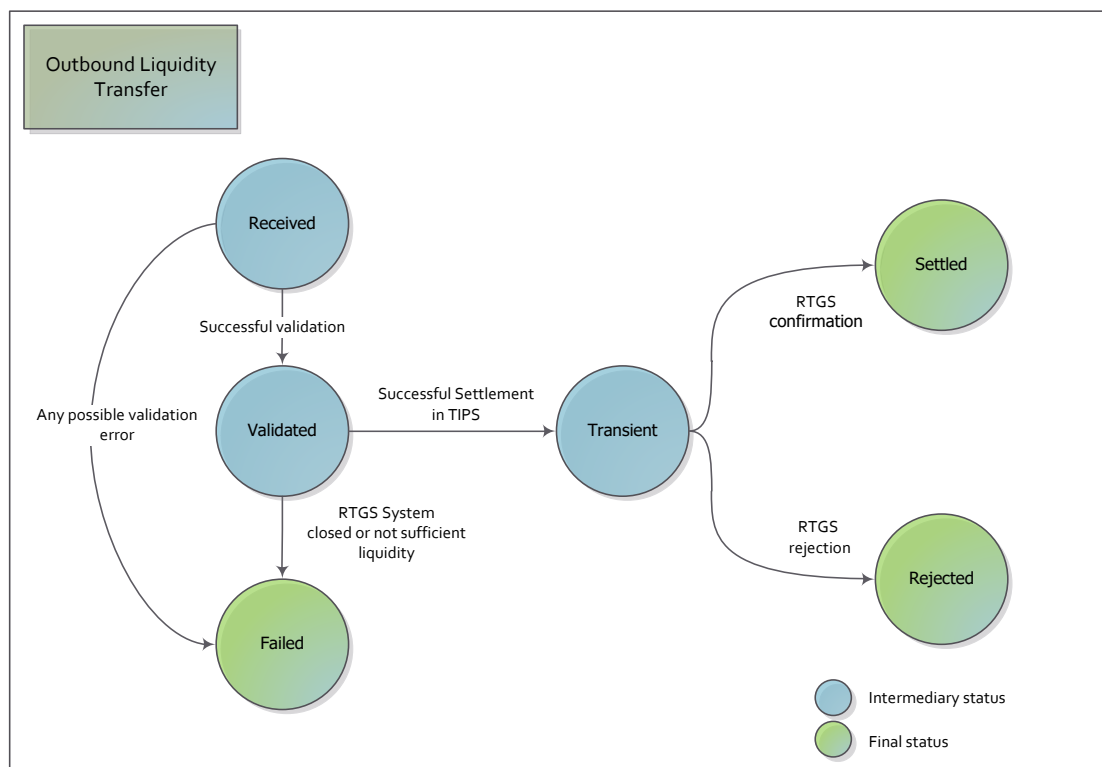 Outbound Liquidity
Transfer
Received
Successful validation
Any possible validation
error
Validated
Successful Settlement
in TIPS
Transient
RTGS
confirmation
Settled
RTGS System
closed or not sufficient
liquidity
RTGS
rejection
Rejected
Failed
Intermediary status
Final status